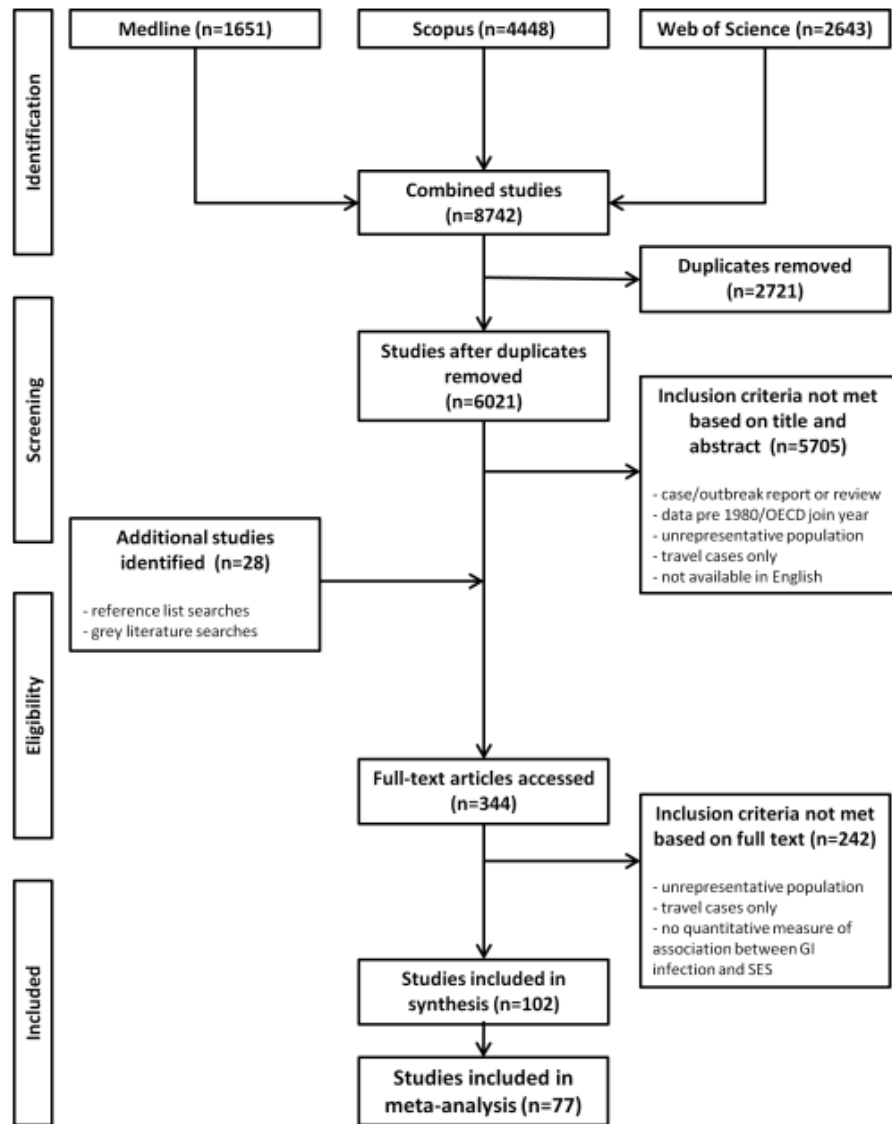 Medline (n=1651)
Scopus (n=4448)
Web of Science (n=2643)
Identification
Combined studies
(n=8742)
Duplicates removed
(n=2721)
Screening
Studies after duplicates
removed
(n=6021)
Inclusion criteria not met
based on title and
abstract (n=5705)
- case/outbreak report or review
- data pre 1980/OECD join year
- unrepresentative population
- travel cases only
- not available in English
Additional studies
identified (n=28)
- reference list searches
- grey literature searches
Eligibility
Full-text articles accessed
(n=344)
Inclusion criteria not met
based on full text (n=242)
- unrepresentative population
- travel cases only
- no quantitative measure of
association between GI
infection and SES
Included
Studies included in
synthesis (n=102)
Studies included in
meta-analysis (n=77)